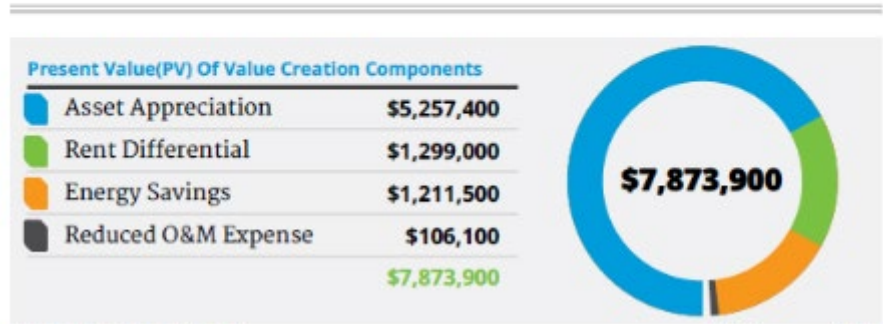 Present Value(PV) Of Value Creation Components
Asset Appreciation $5,257,400
Rent Differential $1,299,000
Energy Savings $1,211,500
Reduced O&M Expense $106,100
$7,873,900
$7,873,900